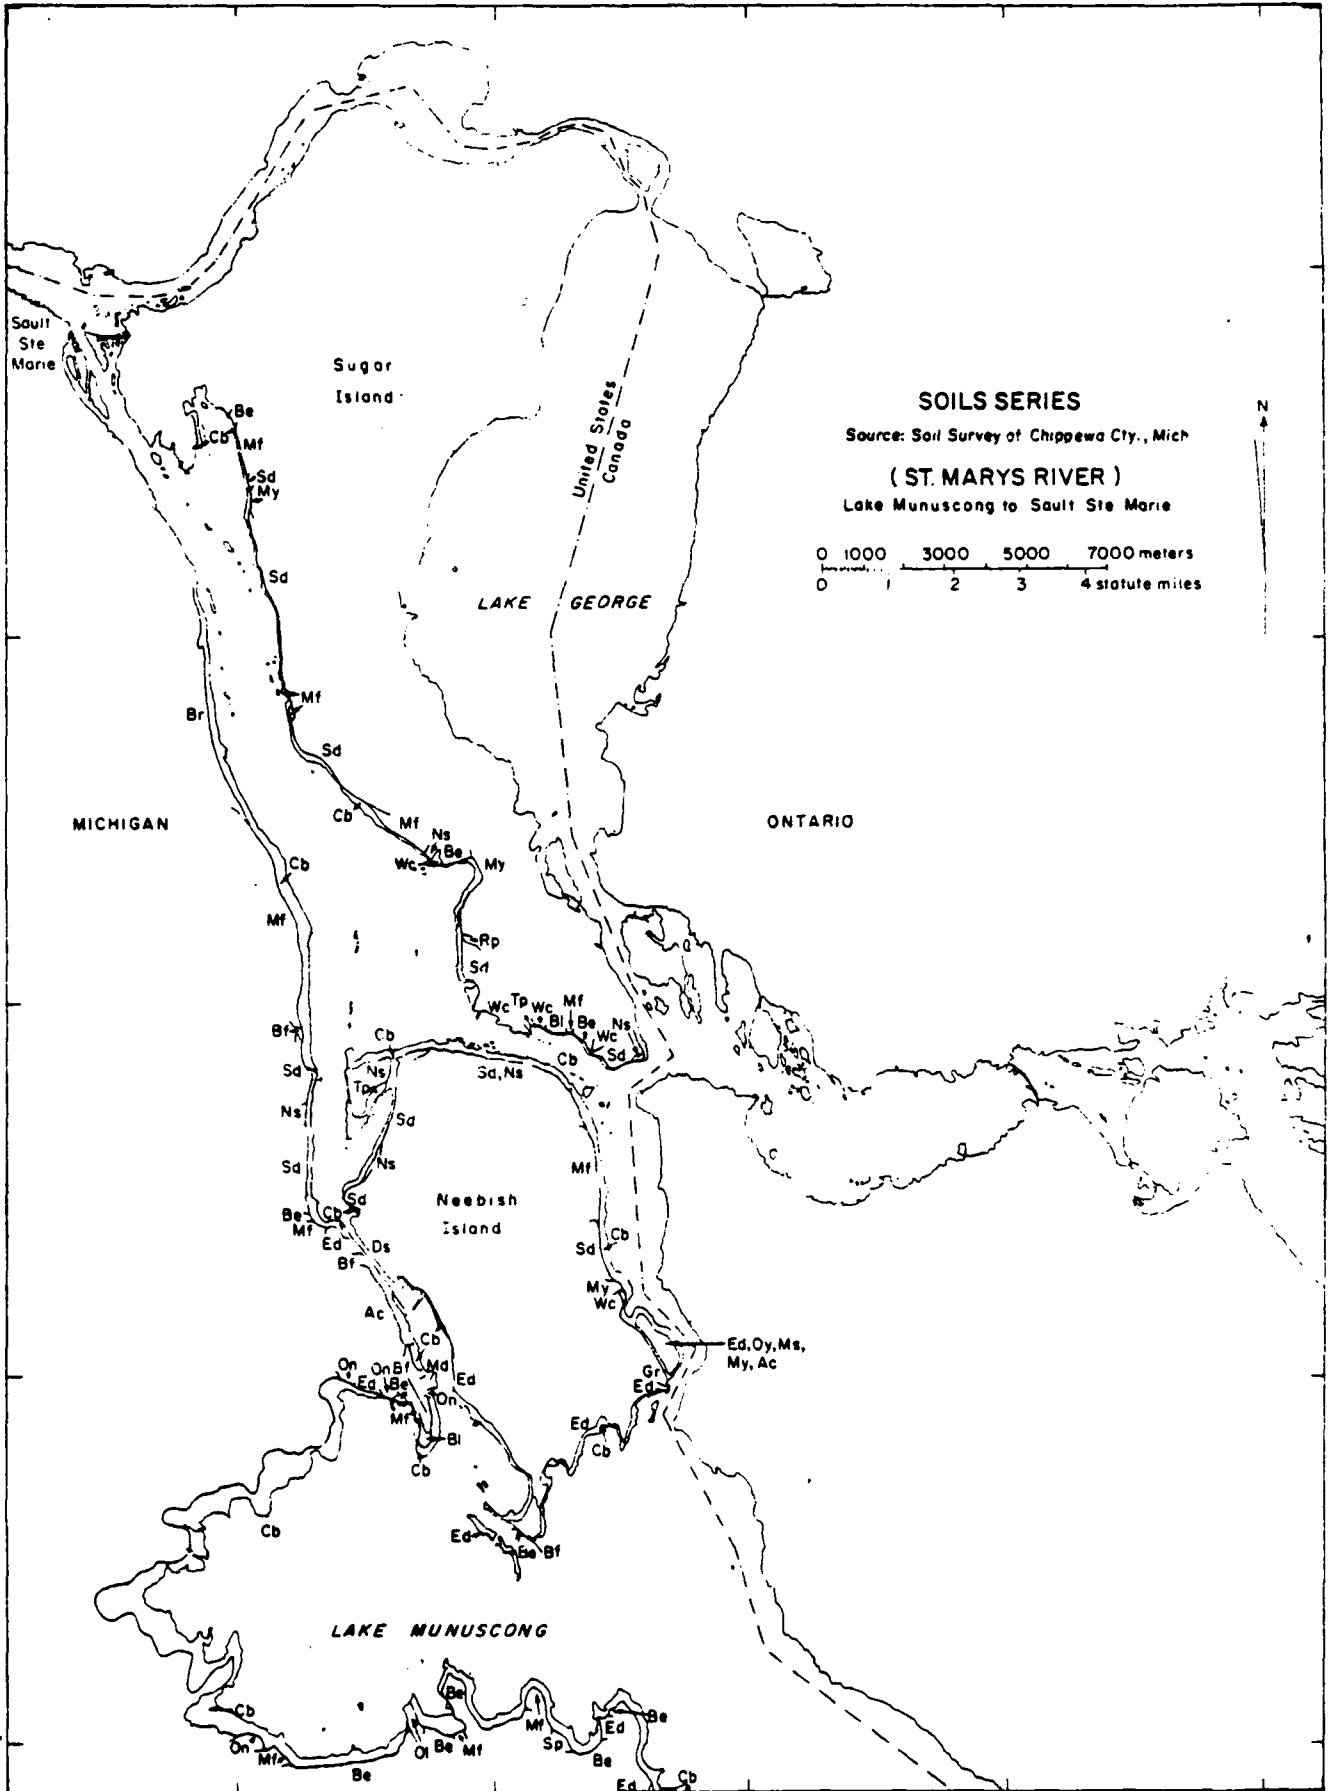 Sault
Ste
Marie
Sugar
Island
Be
Cb
Mf
Sd
My
Sd
United States
Canada
SOILS SERIES
Source: Soil Survey of Chippewa Cty., Mich
( ST. MARYS RIVER )
Lake Munuscong to Sault Ste Marie
N
0 1000 3000 5000 7000 meters
0 1 2 3 4 statute miles
LAKE GEORGE
Br
Mf
Sd
Cb
Mf
Ns
Be
Wc
My
MICHIGAN
ONTARIO
Cb
Mf
Rp
Sd
Wc
Tp
Wc
Bl
Mf
Be
Wc
Ns
Sd
Cb
Bf
Sd
Ns
Sd
Cb
Ns
Tp
Sd
Ns
Sd, Ns
Sd
Be
Mf
Cb
Ed
Bf
Ds
Neebish
Island
Mf
Cb
Sd
My
Wc
Ac
Cb
Ed, Oy, Ms,
My, Ac
Gr
Ed
On
On
Bf
Md
Ed
Be
Ed
On
Mf
Bl
Cb
Ed
Cb
Cb
Ed
Be
Bf
LAKE MUNUSCONG
Cb
On
Mf
Be
Ol
Be
Be
Mf
Mf
Sp
Be
Ed
Be
Ed
Cb